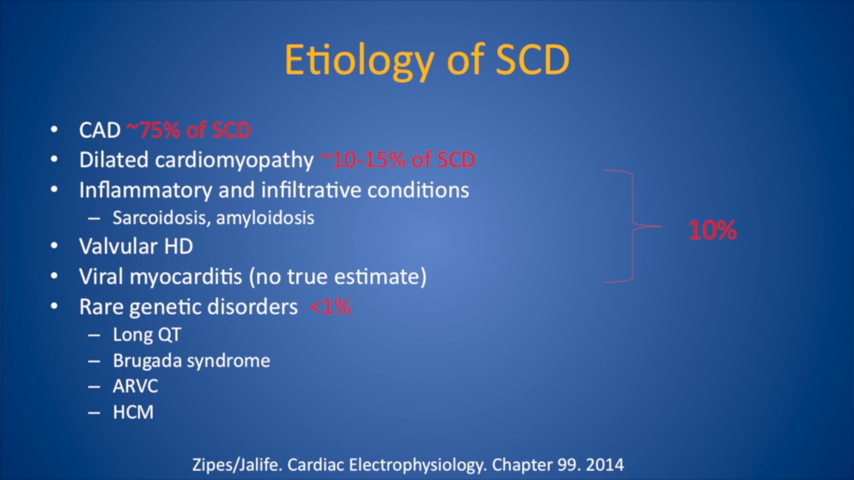 Etiology of SCD
• CAD ~75% of SCD
• Dilated cardiomyopathy ~10-15% of SCD
• Inflammatory and infiltrative conditions
– Sarcoidosis, amyloidosis
• Valvular HD
10%
• Viral myocarditis (no true estimate)
• Rare genetic disorders <1%
– Long QT
– Brugada syndrome
– ARVC
– HCM
Zipes/Jalife. Cardiac Electrophysiology. Chapter 99. 2014